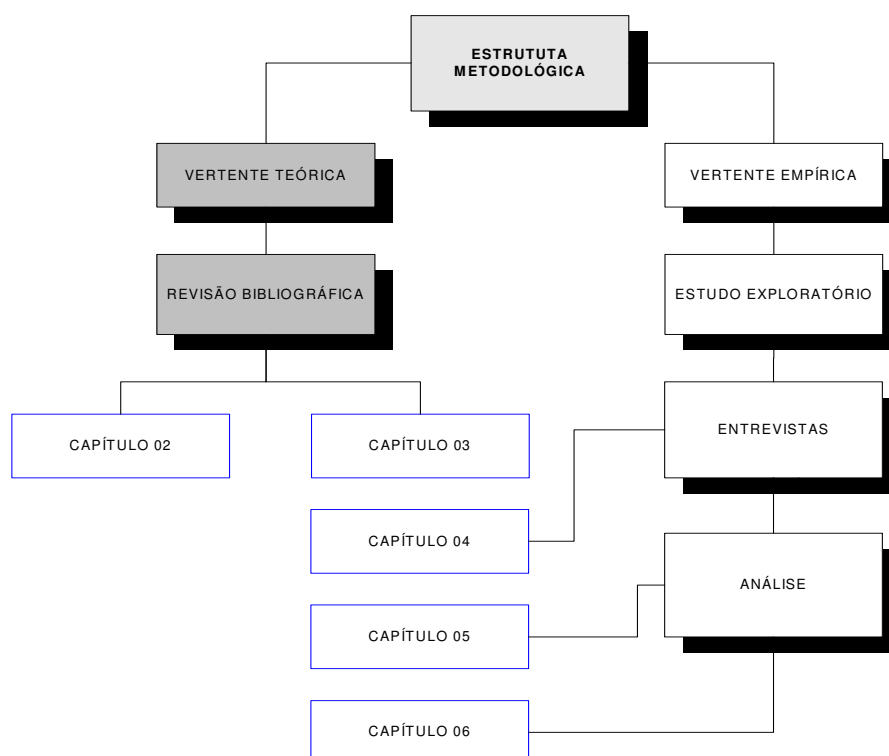 ESTRUTUTA
METODOLÓGICA
VERTENTE TEÓRICA
VERTENTE EMPÍRICA
REVISÃO BIBLIOGRÁFICA
ESTUDO EXPLORATÓRIO
CAPÍTULO 02
CAPÍTULO 03
ENTREVISTAS
CAPÍTULO 04
ANÁLISE
CAPÍTULO 05
CAPÍTULO 06